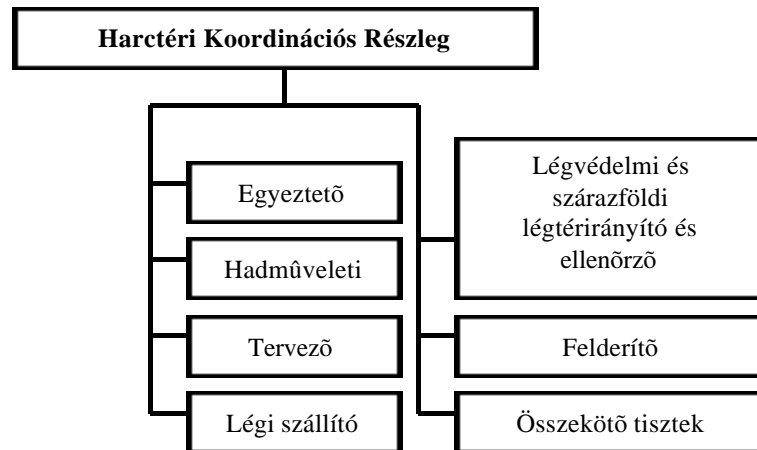 Harctéri Koordinációs Részleg
Egyeztetõ
Hadmûveleti
Tervezõ
Légi szállító
Légvédelmi és
szárazföldi
légtérirányító és
ellenõrzõ
Felderítõ
Összekötõ tisztek